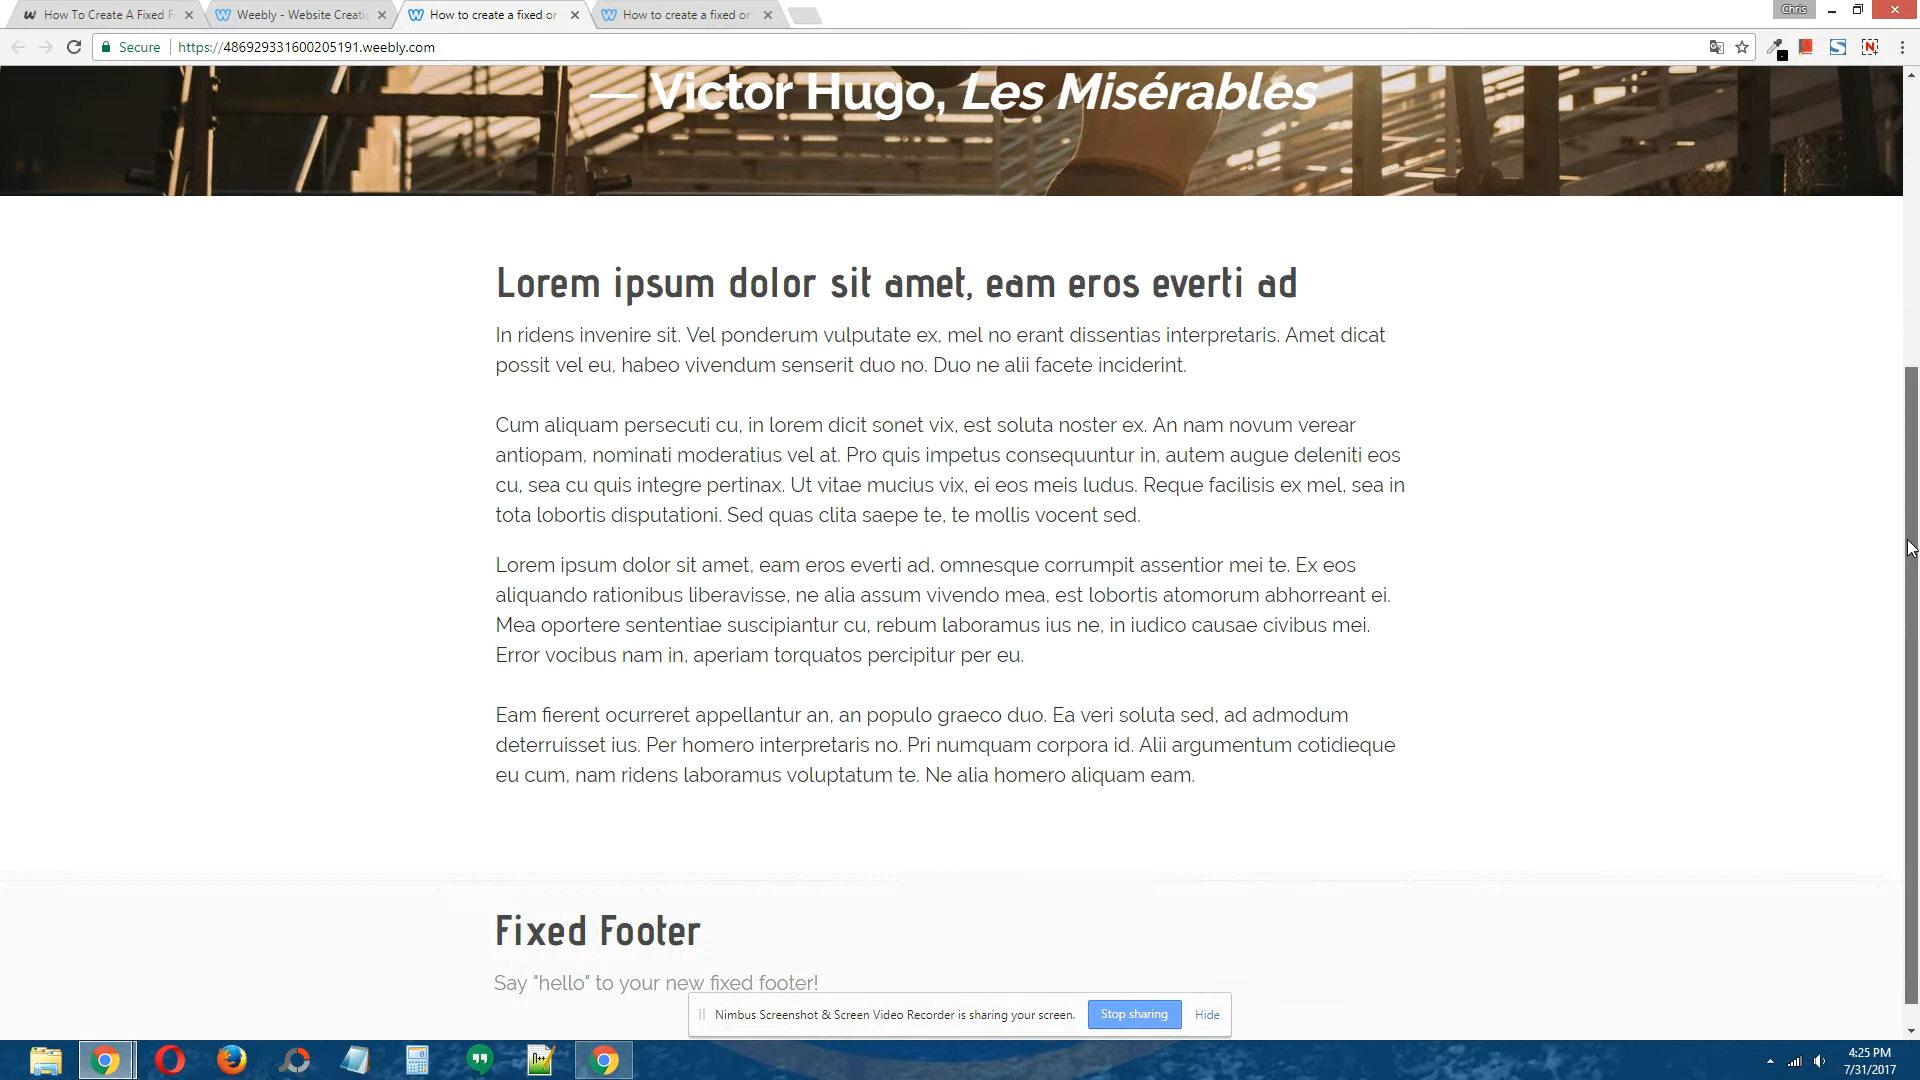 How To Create A Fixed F
Weebly - Website Creati
How to create a fixed or
How to create a fixed or
Chris
Secure
https://486929331600205191.weebly.com
— Victor Hugo, Les Misérables
Lorem ipsum dolor sit amet, eam eros everti ad
In ridens invenire sit. Vel ponderum vulputate ex, mel no erant dissentias interpretaris. Amet dicat
possit vel eu, habeo vivendum senserit duo no. Duo ne alii facete inciderint.
Cum aliquam persecuti cu, in lorem dicit sonet vix, est soluta noster ex. An nam novum verear
antiopam, nominati moderatius vel at. Pro quis impetus consequuntur in, autem augue deleniti eos
cu, sea cu quis integre pertinax. Ut vitae mucius vix, ei eos meis ludus. Reque facilisis ex mel, sea in
tota lobortis disputationi. Sed quas clita saepe te, te mollis vocent sed.
Lorem ipsum dolor sit amet, eam eros everti ad, omnesque corrumpit assentior mei te. Ex eos
aliquando rationibus liberavisse, ne alia assum vivendo mea, est lobortis atomorum abhorreant ei.
Mea oportere sententiae suscipiantur cu, rebum laboramus ius ne, in iudico causae civibus mei.
Error vocibus nam in, aperiam torquatos percipitur per eu.
Eam fierent ocurreret appellantur an, an populo graeco duo. Ea veri soluta sed, ad admodum
deterruisset ius. Per homero interpretaris no. Pri numquam corpora id. Alii argumentum cotidieque
eu cum, nam ridens laboramus voluptatum te. Ne alia homero aliquam eam.
Fixed Footer
Say "hello" to your new fixed footer!
Nimbus Screenshot & Screen Video Recorder is sharing your screen.
Stop sharing
Hide
4:25 PM
7/31/2017